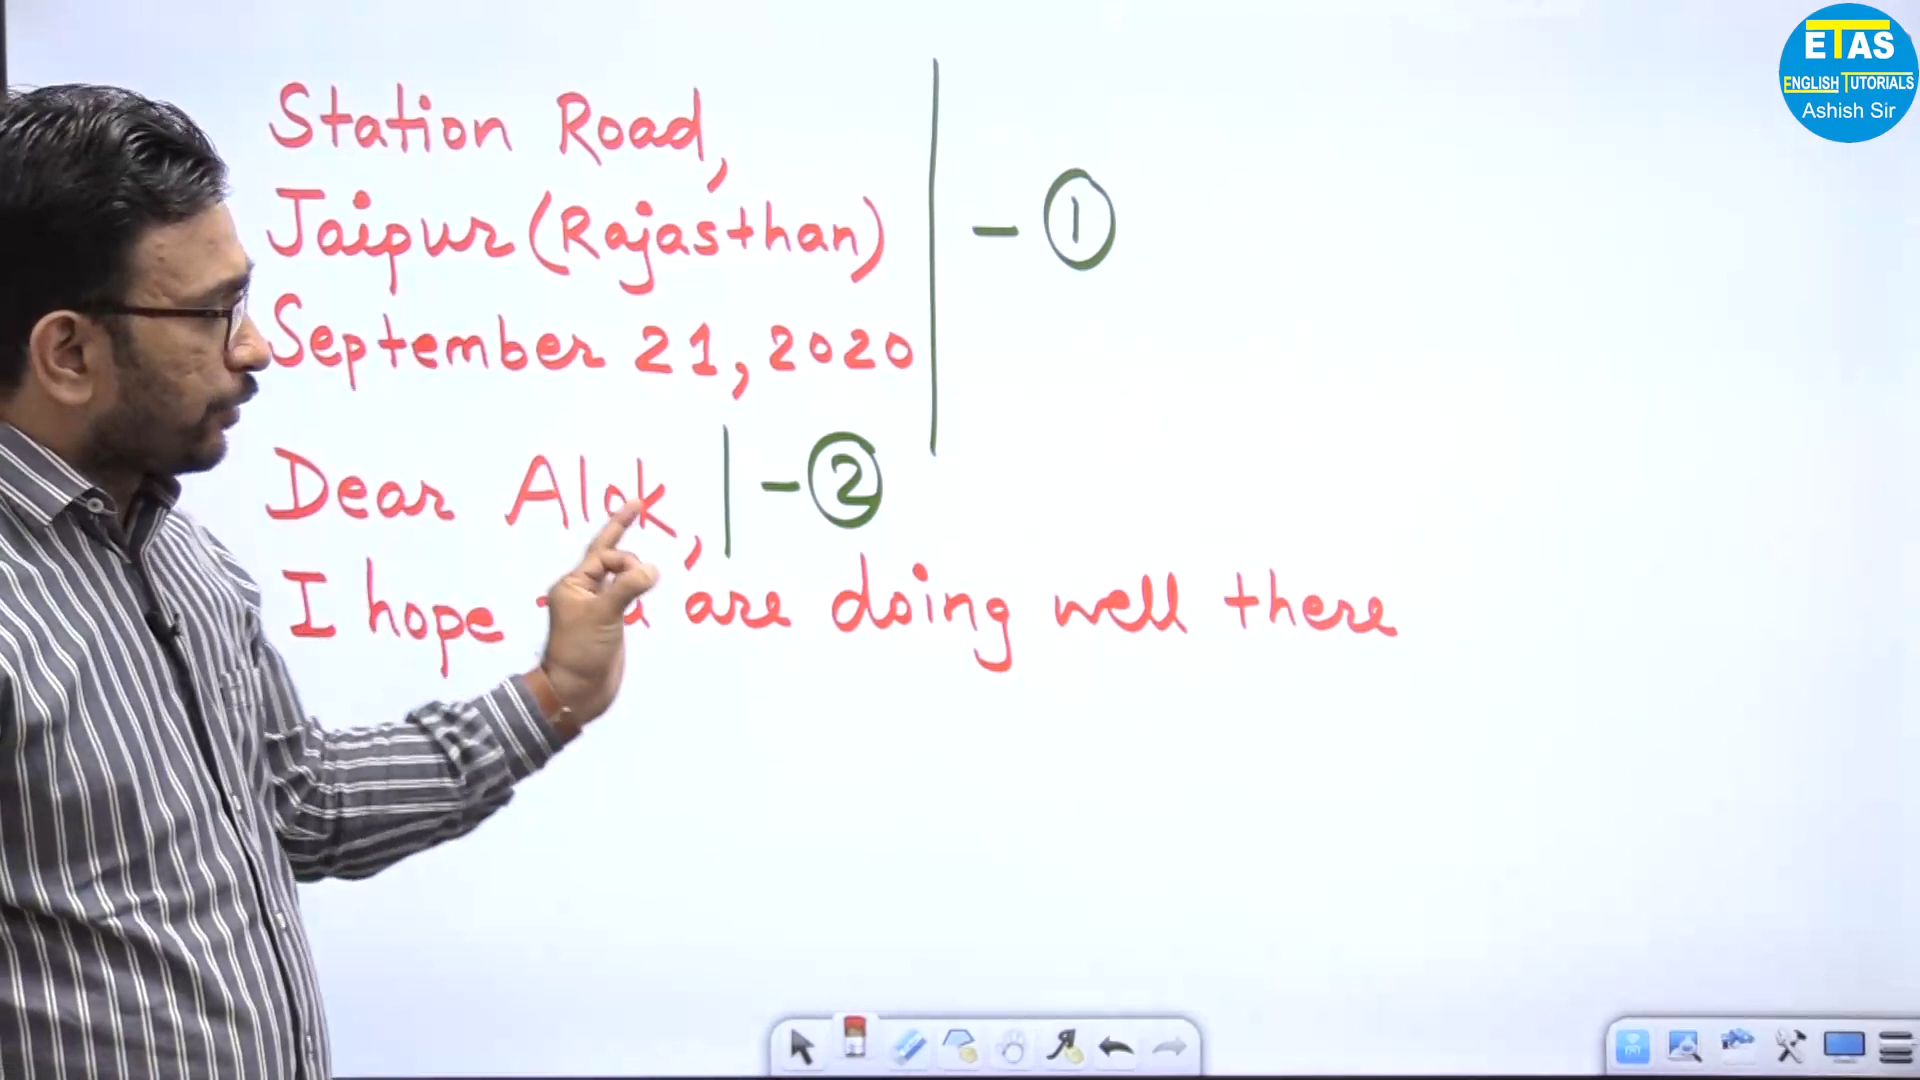 ETAS
ENGLISH TUTORIALS
Ashish Sir
Station Road,
Jaipur (Rajasthan)
- 1
September 21, 2020
Dear Alok, - 2
I hope are doing well there